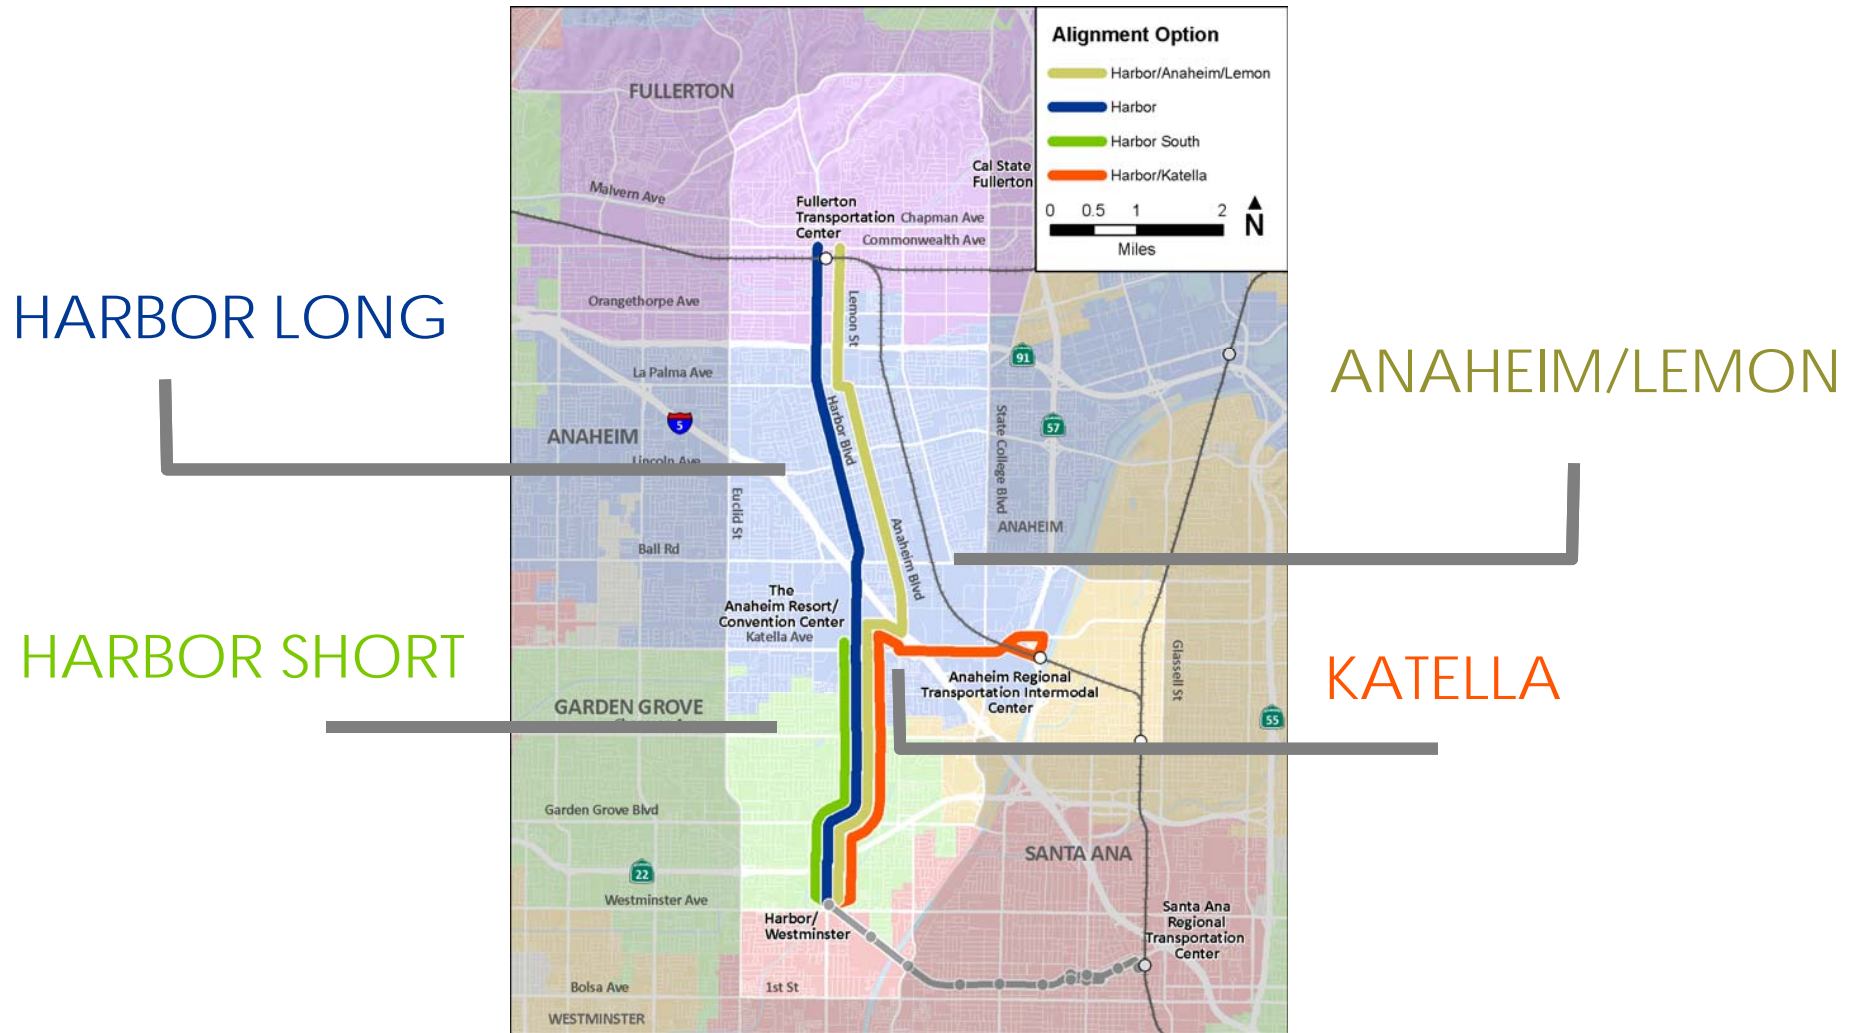 HARBOR LONG
HARBOR SHORT
ANAHEIM/LEMON
KATELLA
Alignment Option
Harbor/Anaheim/Lemon
Harbor
Harbor South
Harbor/Katella
0 0.5 1 2
Miles
N
FULLERTON
Cal State
Fullerton
Malvern Ave
Fullerton
Transportation
Center
Chapman Ave
Commonwealth Ave
Orangethorpe Ave
Lemon St
91
La Palma Ave
5
Harbor Blvd
State College Blvd
57
ANAHEIM
Lincoln Ave
Euclid St
Anaheim Blvd
ANAHEIM
Ball Rd
The
Anaheim Resort/
Convention Center
Katella Ave
Glassell St
Anaheim Regional
Transportation Intermodal
Center
GARDEN GROVE
55
Garden Grove Blvd
SANTA ANA
22
Westminster Ave
Harbor/
Westminster
Santa Ana
Regional
Transportation
Center
Bolsa Ave
1st St
WESTMINSTER